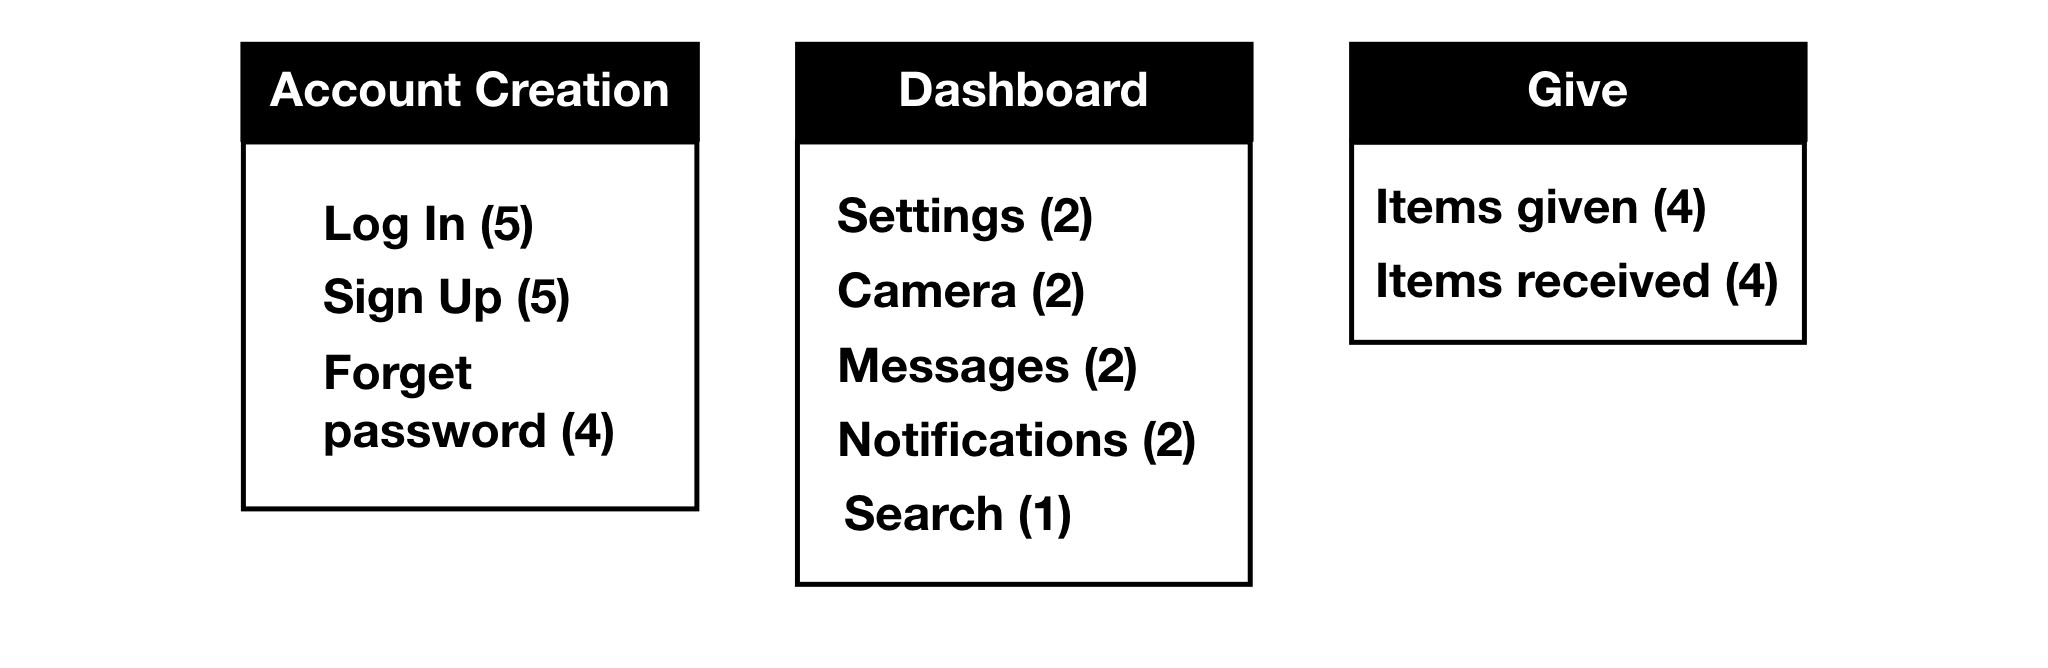 Account Creation
Log In (5)
Sign Up (5)
Forget
password (4)
Dashboard
Settings (2)
Camera (2)
Messages (2)
Notifications (2)
Search (1)
Give
Items given (4)
Items received (4)